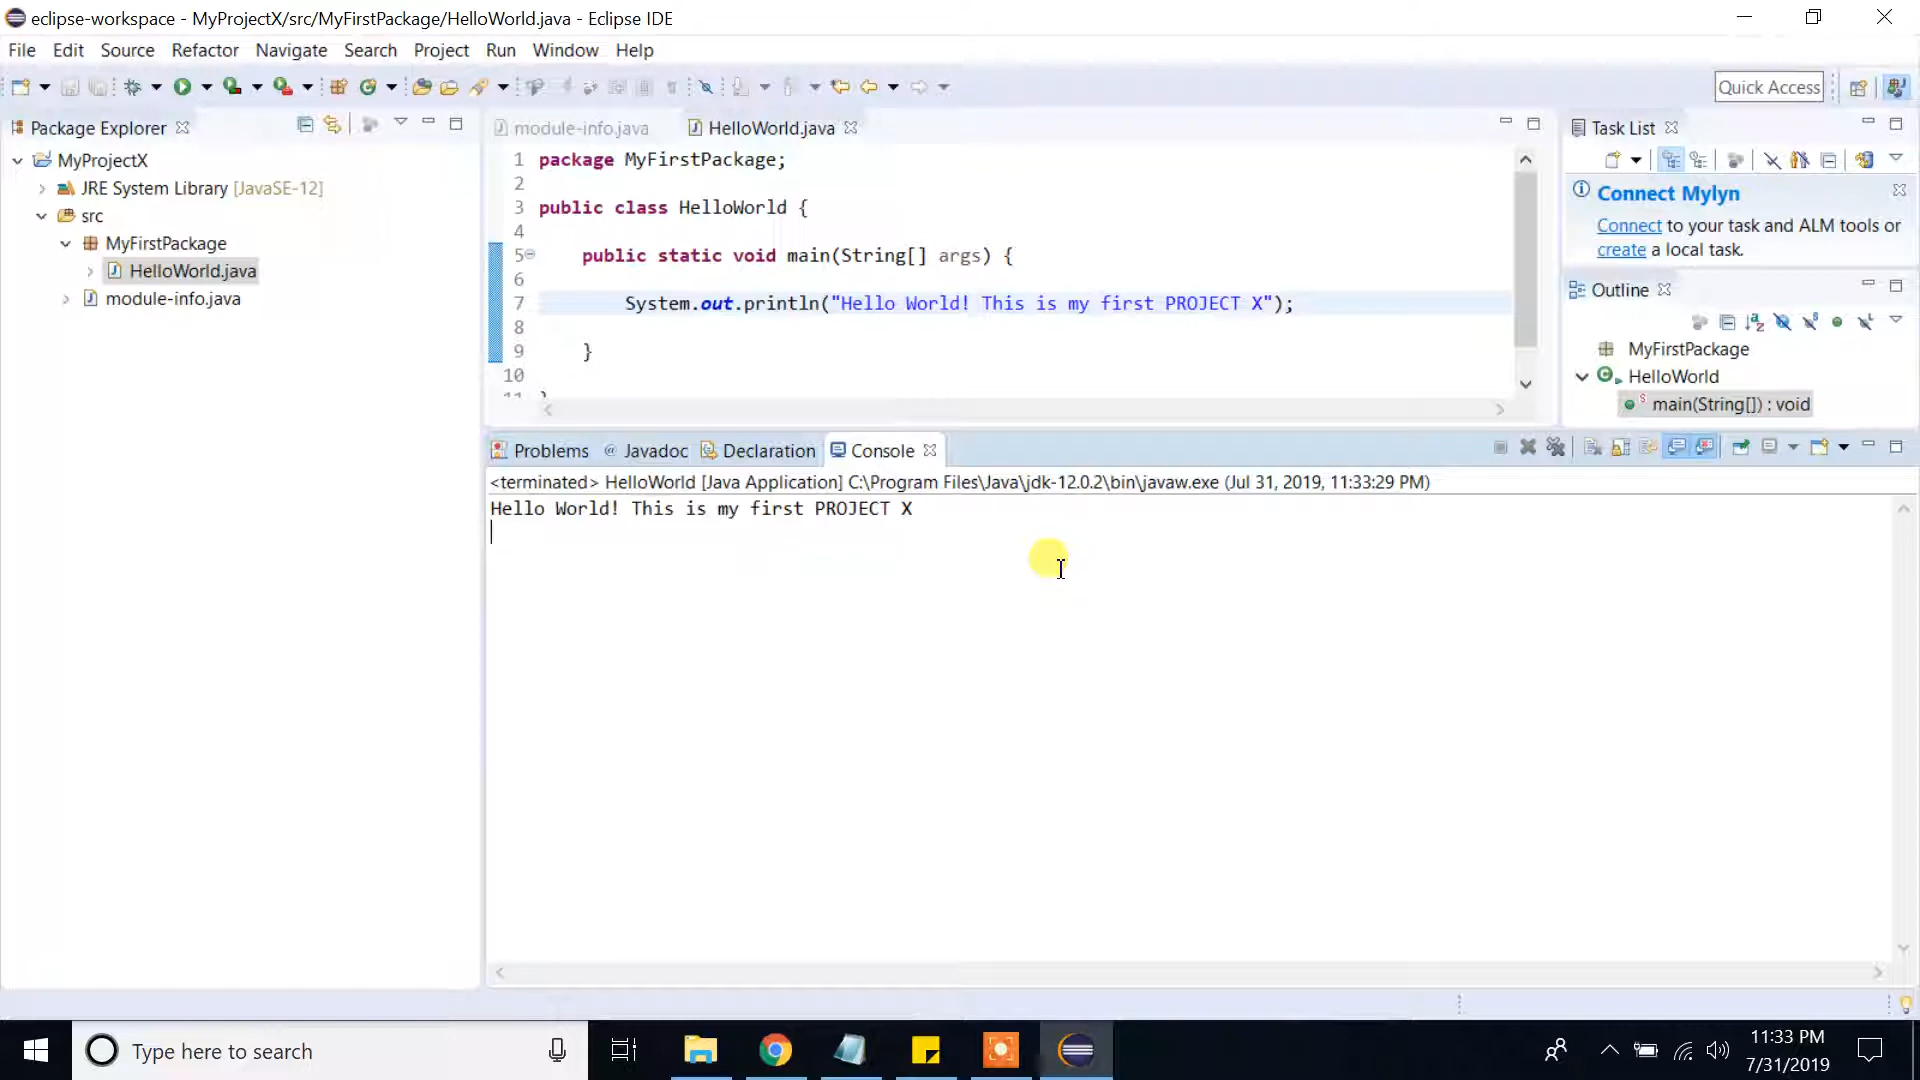 eclipse-workspace - MyProjectX/src/MyFirstPackage/HelloWorld.java - Eclipse IDE
File Edit Source Refactor Navigate Search Project Run Window Help
Quick Access
Package Explorer
MyProjectX
JRE System Library [JavaSE-12]
src
MyFirstPackage
HelloWorld.java
module-info.java
module-info.java HelloWorld.java
1 package MyFirstPackage;
2
3 public class HelloWorld {
4
5 public static void main(String[] args) {
6
7 System.out.println("Hello World! This is my first PROJECT X");
8
9 }
10
Task List
Connect Mylyn
Connect to your task and ALM tools or
create a local task.
Outline
MyFirstPackage
HelloWorld
main(String[]) : void
Problems @ Javadoc Declaration Console
<terminated> HelloWorld [Java Application] C:\Program Files\Java\jdk-12.0.2\bin\javaw.exe (Jul 31, 2019, 11:33:29 PM)
Hello World! This is my first PROJECT X
Type here to search
11:33 PM
7/31/2019